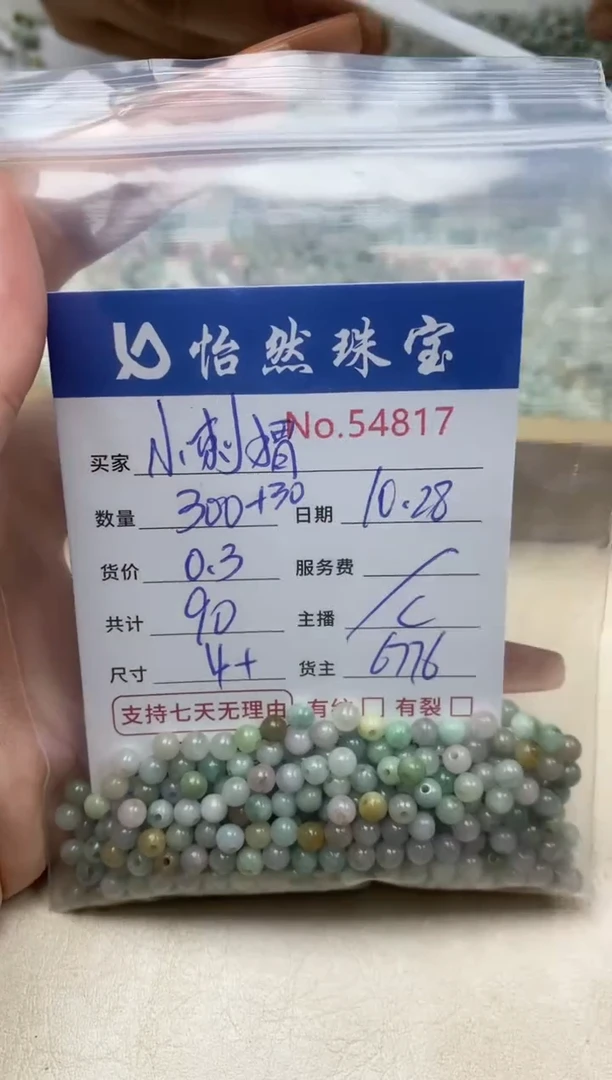 怡然珠宝
No.54817
买家 小刺猬
数量 300+30 日期 10.28
货价 0.3 服务费
共计 90 主播 C
尺寸 4+ 货主 6776
支持七天无理由 有纹 □ 有裂 □